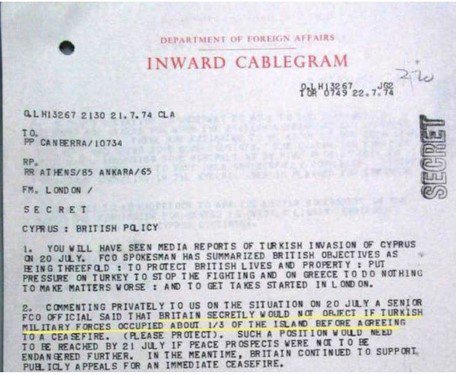 DEPARTMENT OF FOREIGN AFFAIRS
INWARD CABLEGRAM
O.LH13267 JG2
TOR 0749 22.7.74
O.LH13267 2130 21.7.74 CLA
TO.
PP CANBERRA/10734
RP.
RR ATHENS/85 ANKARA/65
FM. LONDON /
S E C R E T
CYPRUS : BRITISH POLICY
1. YOU WILL HAVE SEEN MEDIA REPORTS OF TURKISH INVASION OF CYPRUS
ON 20 JULY. FCO SPOKESMAN HAS SUMMARIZED BRITISH OBJECTIVES AS
BEING THREEFOLD : TO PROTECT BRITISH LIVES AND PROPERTY : PUT
PRESSURE ON TURKEY TO STOP THE FIGHTING AND ON GREECE TO DO NOTHING
TO MAKE MATTERS WORSE : AND TO GET TALKS STARTED IN LONDON.
2. COMMENTING PRIVATELY TO US ON THE SITUATION ON 20 JULY A SENIOR
FCO OFFICIAL SAID THAT BRITAIN SECRETLY WOULD NOT OBJECT IF TURKISH
MILITARY FORCES OCCUPIED ABOUT 1/3 OF THE ISLAND BEFORE AGREEING
TO A CEASEFIRE. (PLEASE PROTECT). SUCH A POSITION WOULD NEED
TO BE REACHED BY 21 JULY IF PEACE PROSPECTS WERE NOT TO BE
ENDANGERED FURTHER. IN THE MEANTIME, BRITAIN CONTINUED TO SUPPORT
PUBLICLY APPEALS FOR AN IMMEDIATE CEASEFIRE.
SECRET